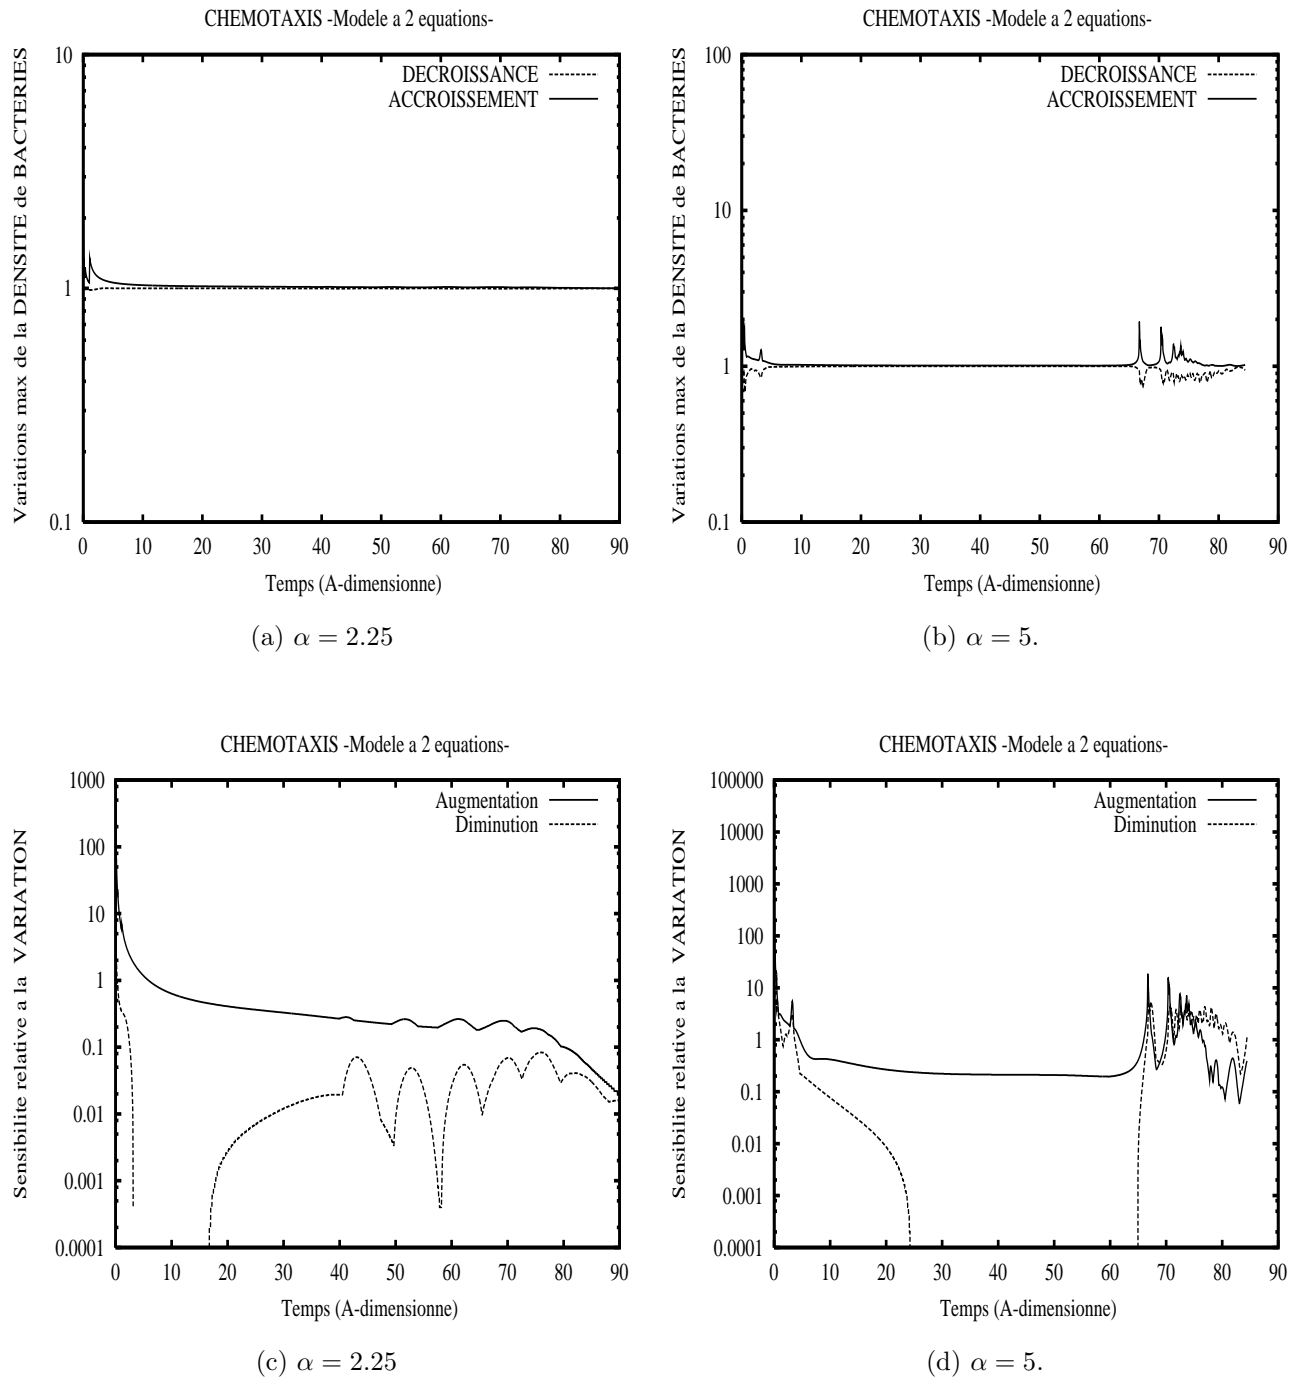 CHEMOTAXIS -Modele a 2 equations-
Variations max de la DENSITE de BACTERIES
10
1
0.1
DECROISSANCE
ACCROISSEMENT
0 10 20 30 40 50 60 70 80 90
Temps (A-dimensionne)
(a) α = 2.25
CHEMOTAXIS -Modele a 2 equations-
Variations max de la DENSITE de BACTERIES
100
10
1
0.1
DECROISSANCE
ACCROISSEMENT
0 10 20 30 40 50 60 70 80 90
Temps (A-dimensionne)
(b) α = 5.
CHEMOTAXIS -Modele a 2 equations-
Sensibilite relative a la VARIATION
1000
100
10
1
0.1
0.01
0.001
0.0001
Augmentation
Diminution
0 10 20 30 40 50 60 70 80 90
Temps (A-dimensionne)
(c) α = 2.25
CHEMOTAXIS -Modele a 2 equations-
Sensibilite relative a la VARIATION
100000
10000
1000
100
10
1
0.1
0.01
0.001
0.0001
Augmentation
Diminution
0 10 20 30 40 50 60 70 80 90
Temps (A-dimensionne)
(d) α = 5.